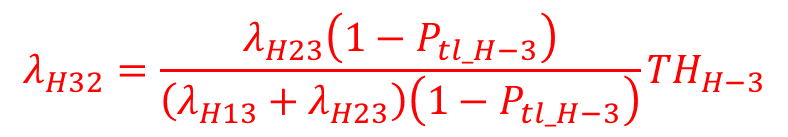 λ_{H32} = \frac{λ_{H23}(1 − P_{tl\_H−3})}{(λ_{H13} + λ_{H23})(1 − P_{tl\_H−3})} TH_{H−3}